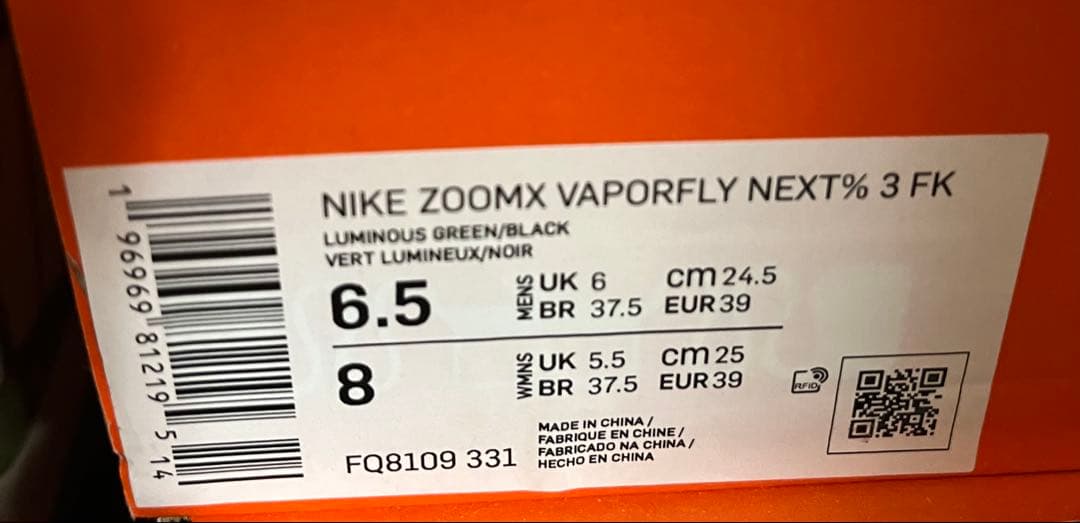 1 96969 81219 5 14
NIKE ZOOMX VAPORFLY NEXT% 3 FK
LUMINOUS GREEN/BLACK
VERT LUMINEUX/NOIR
6.5
MENS
UK 6 cm 24.5
BR 37.5 EUR 39
8
WMNS
UK 5.5 cm 25
BR 37.5 EUR 39
RFID
FQ8109 331
MADE IN CHINA /
FABRIQUE EN CHINE /
FABRICADO NA CHINA /
HECHO EN CHINA